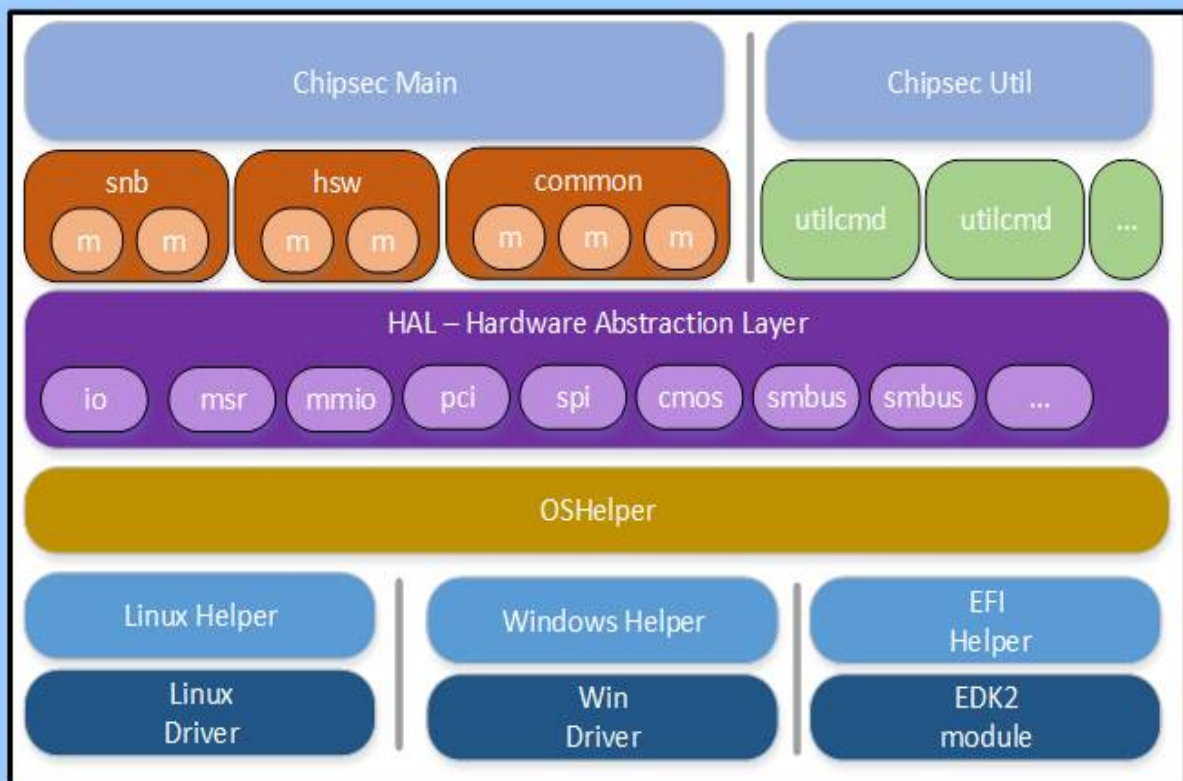 Chipsec Main
Chipsec Util
snb
m m
hsw
m m
common
m m m
utilcmd
utilcmd
...
HAL – Hardware Abstraction Layer
io
msr
mmio
pci
spi
cmos
smbus
smbus
...
OSHelper
Linux Helper
Windows Helper
EFI
Helper
Linux
Driver
Win
Driver
EDK2
module